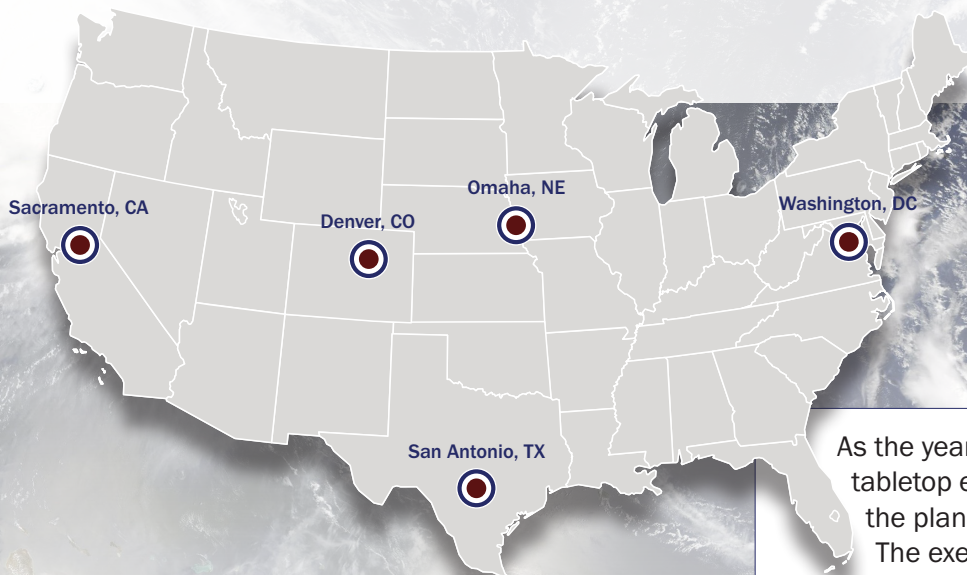 Omaha, NE
Sacramento, CA
Denver, CO
Washington, DC
San Antonio, TX
As the year
tabletop e
the plan
The exe